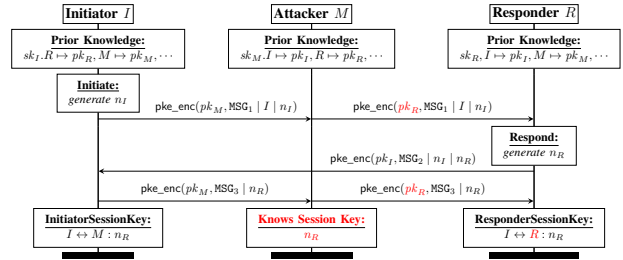 Initiator I Attacker M Responder R
Prior Knowledge: Prior Knowledge: Prior Knowledge:
sk_I.R ↦ pk_R, M ↦ pk_M, ⋯ sk_M.I ↦ pk_I, R ↦ pk_R, ⋯ sk_R, I ↦ pk_I, M ↦ pk_M, ⋯
Initiate:
generate n_I
pke_enc(pk_M, MSG_1 | I | n_I) pke_enc(pk_R, MSG_1 | I | n_I)
Respond:
generate n_R
pke_enc(pk_I, MSG_2 | n_I | n_R)
pke_enc(pk_M, MSG_3 | n_R) pke_enc(pk_R, MSG_3 | n_R)
InitiatorSessionKey: Knows Session Key: ResponderSessionKey:
I ↔ M : n_R n_R I ↔ R : n_R